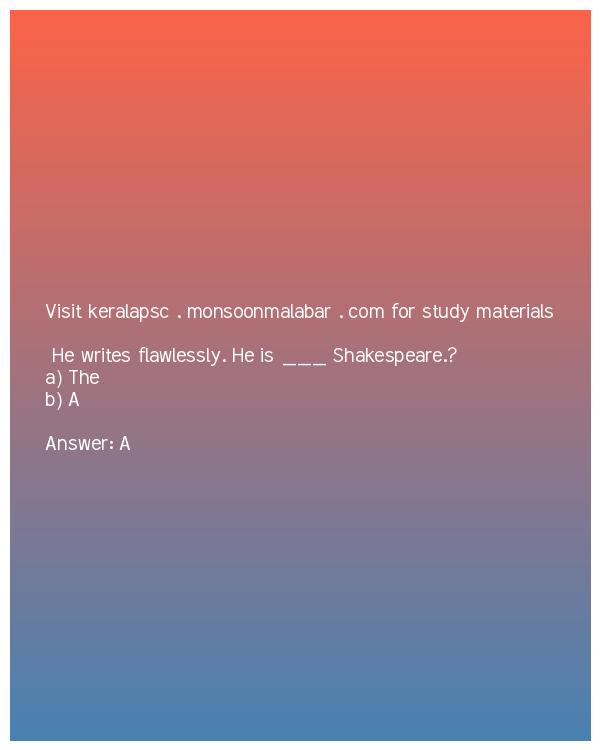 Visit keralapsc . monsoonmalabar . com for study materials
He writes flawlessly. He is ___ Shakespeare.?
a) The
b) A
Answer: A